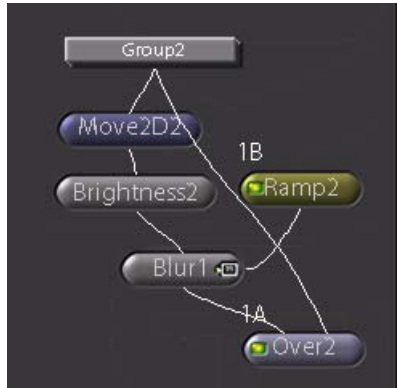 Group2
Move2D2
1B
Brightness2
Ramp2
Blur1
1A
Over2